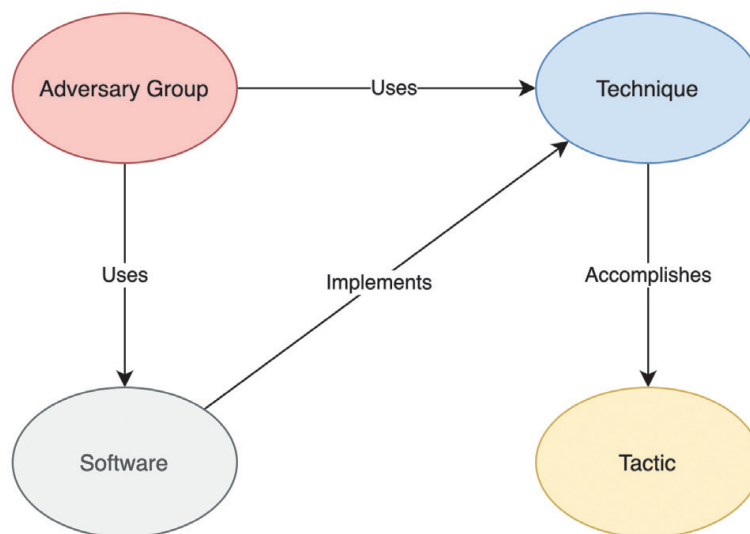 Adversary Group
Uses
Technique
Uses
Implements
Accomplishes
Software
Tactic